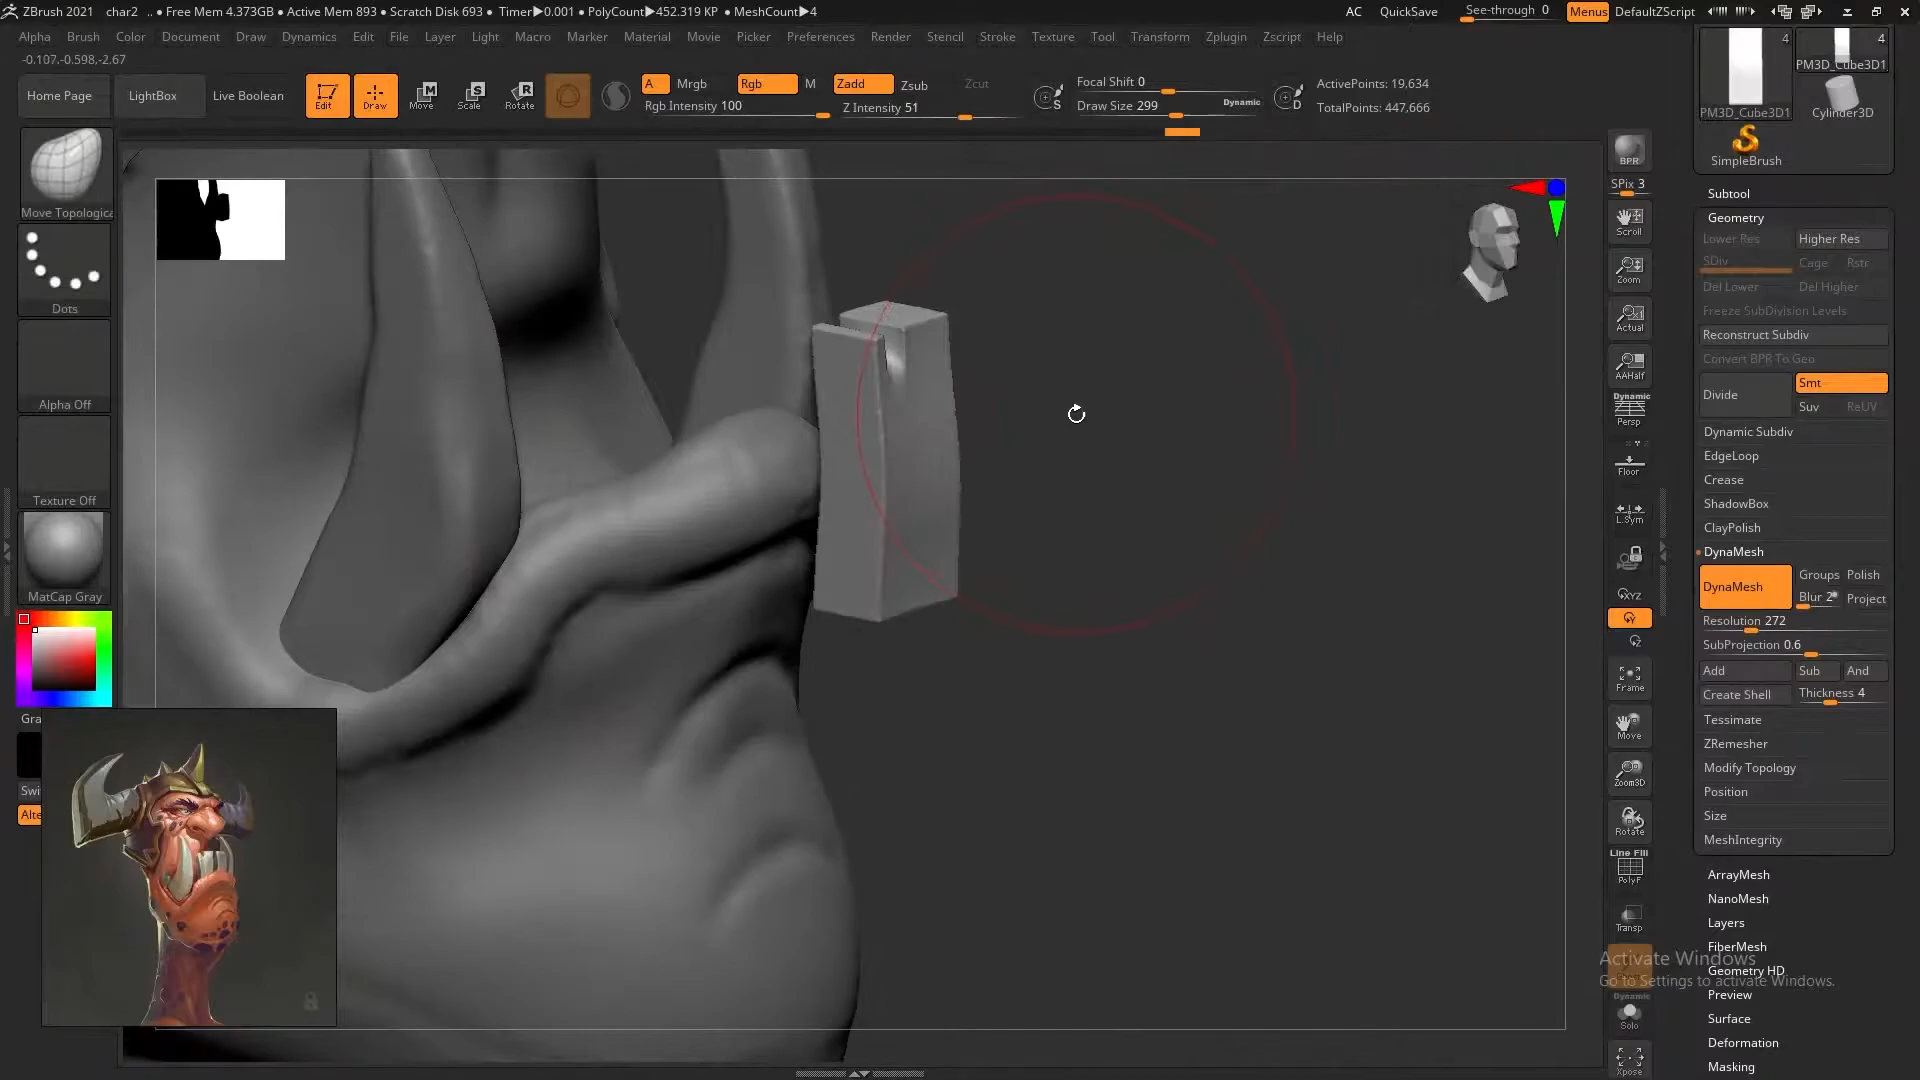 ZBrush 2021 char2 .. • Free Mem 4.373GB • Active Mem 893 • Scratch Disk 693 • Timer▶0.001 • PolyCount▶452.319 KP • MeshCount▶4 AC QuickSave See-through 0 Menus DefaultZScript
Alpha Brush Color Document Draw Dynamics Edit File Layer Light Macro Marker Material Movie Picker Preferences Render Stencil Stroke Texture Tool Transform Zplugin Zscript Help
-0.107,-0.598,-2.67
Home Page LightBox Live Boolean Edit Draw Move Scale Rotate
A Mrgb Rgb M Zadd Zsub Zcut
Rgb Intensity 100 Z Intensity 51
Focal Shift 0
Draw Size 299 Dynamic
ActivePoints: 19,634
TotalPoints: 447,666
Move Topologica
Dots
Alpha Off
Texture Off
MatCap Gray
Gra
Swi
Alte
BPR
SPix 3
Scroll
Zoom
Actual
AAHalf
Dynamic
Persp
Floor
L.Sym
XYZ
Y
Z
Frame
Move
Zoom3D
Rotate
Line Fill
PolyF
Transp
Dynamic
Solo
Xpose
4
PM3D_Cube3D1
4
PM3D_Cube3D1
Cylinder3D
SimpleBrush
Subtool
Geometry
Lower Res Higher Res
SDiv Cage Rstr
Del Lower Del Higher
Freeze SubDivision Levels
Reconstruct Subdiv
Convert BPR To Geo
Divide Smt
Suv ReUV
Dynamic Subdiv
EdgeLoop
Crease
ShadowBox
ClayPolish
DynaMesh
DynaMesh Groups Polish
Blur 2 Project
Resolution 272
SubProjection 0.6
Add Sub And
Create Shell Thickness 4
Tessimate
ZRemesher
Modify Topology
Position
Size
MeshIntegrity
ArrayMesh
NanoMesh
Layers
FiberMesh
Geometry HD
Preview
Surface
Deformation
Masking
Activate Windows
Go to Settings to activate Windows.